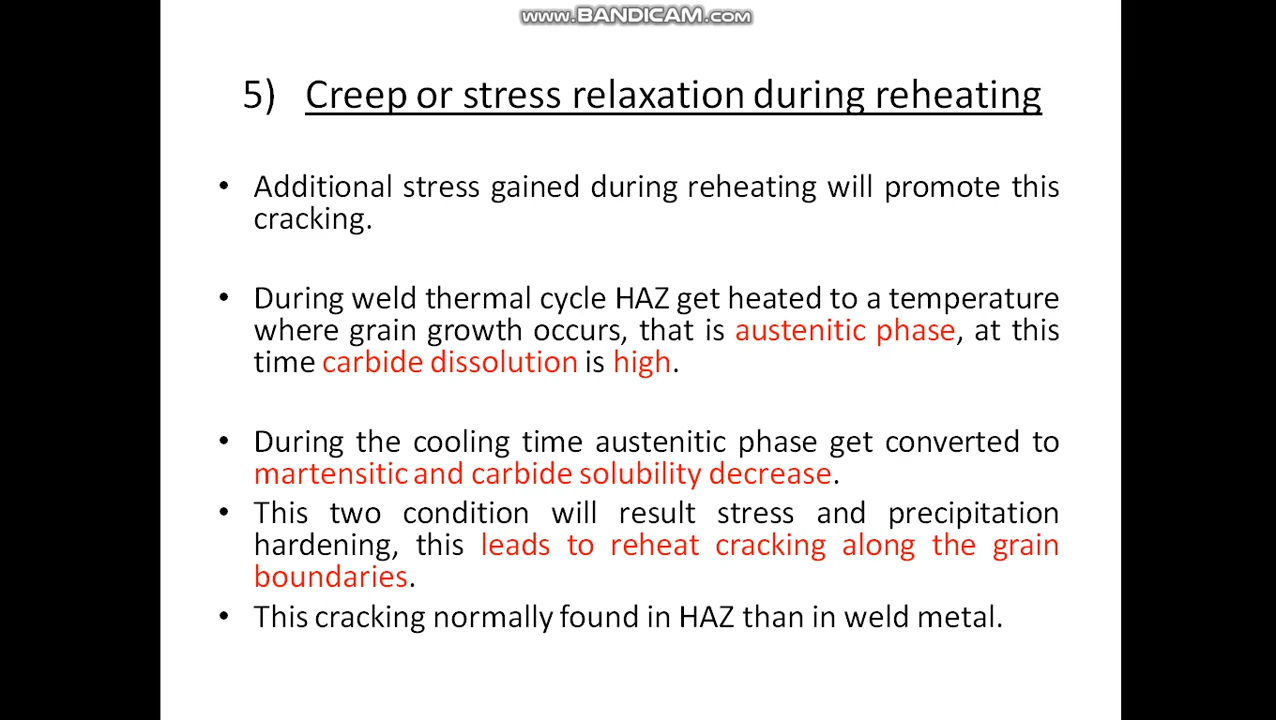 www.BANDICAM.com
5) Creep or stress relaxation during reheating
• Additional stress gained during reheating will promote this
cracking.
• During weld thermal cycle HAZ get heated to a temperature
where grain growth occurs, that is austenitic phase, at this
time carbide dissolution is high.
• During the cooling time austenitic phase get converted to
martensitic and carbide solubility decrease.
• This two condition will result stress and precipitation
hardening, this leads to reheat cracking along the grain
boundaries.
• This cracking normally found in HAZ than in weld metal.